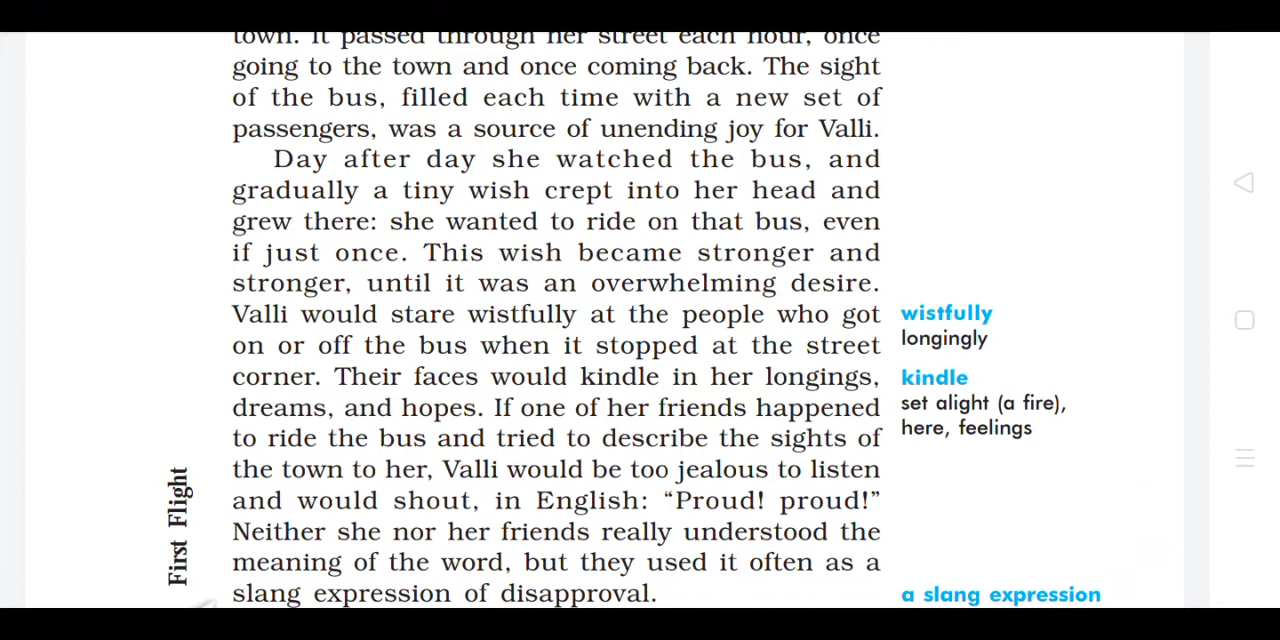 town. It passed through her street each hour, once
going to the town and once coming back. The sight
of the bus, filled each time with a new set of
passengers, was a source of unending joy for Valli.
Day after day she watched the bus, and
gradually a tiny wish crept into her head and
grew there: she wanted to ride on that bus, even
if just once. This wish became stronger and
stronger, until it was an overwhelming desire.
Valli would stare wistfully at the people who got
on or off the bus when it stopped at the street
corner. Their faces would kindle in her longings,
dreams, and hopes. If one of her friends happened
to ride the bus and tried to describe the sights of
the town to her, Valli would be too jealous to listen
and would shout, in English: “Proud! proud!”
Neither she nor her friends really understood the
meaning of the word, but they used it often as a
slang expression of disapproval.
wistfully
longingly
kindle
set alight (a fire),
here, feelings
a slang expression
First Flight